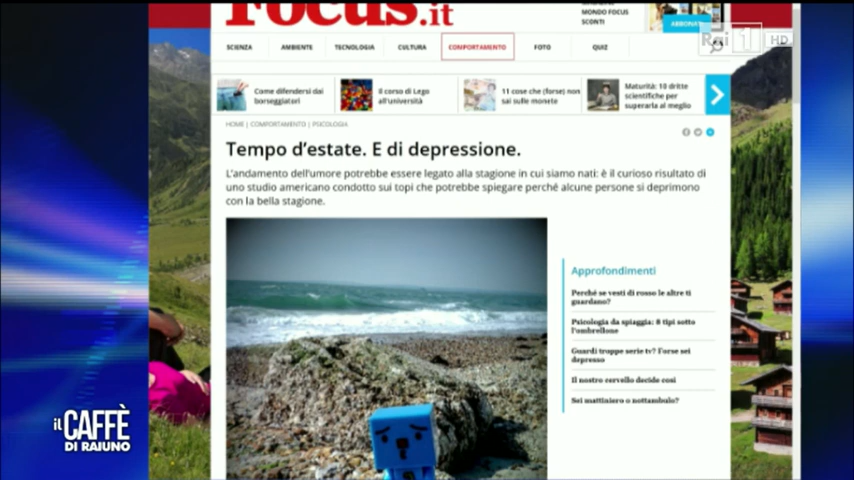 Focus.it
MONDO FOCUS
SCONTI
ABBONATI
Rai 1 HD
SCIENZA AMBIENTE TECNOLOGIA CULTURA COMPORTAMENTO FOTO QUIZ
Come difendersi dai
borseggiatori
Il corso di Lego
all'università
11 cose che (forse) non
sai sulle monete
Maturità: 10 dritte
scientifiche per
superarla al meglio
HOME | COMPORTAMENTO | PSICOLOGIA
Tempo d'estate. E di depressione.
L'andamento dell'umore potrebbe essere legato alla stagione in cui siamo nati: è il curioso risultato di
uno studio americano condotto sui topi che potrebbe spiegare perché alcune persone si deprimono
con la bella stagione.
Approfondimenti
Perché se vesti di rosso le altre ti
guardano?
Psicologia da spiaggia: 8 tipi sotto
l'ombrellone
Guardi troppe serie tv? Forse sei
depresso
Il nostro cervello decide così
Sei mattiniero o nottambulo?
iL CAFFÈ
DI RAIUNO